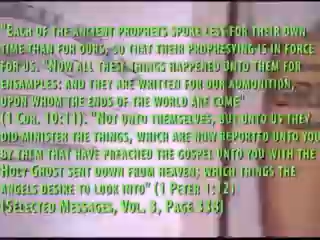 "Each of the ancient prophets spoke less for their own
time than for ours, so that their prophesying is in force
for us. "Now all these things happened unto them for
ensamples: and they are written for our admonition,
upon whom the ends of the world are come"
(1 Cor. 10:11). "Not unto themselves, but unto us they
did minister the things, which are now reported unto you
by them that have preached the gospel unto you with the
Holy Ghost sent down from heaven; which things the
angels desire to look into" (1 Peter 1:12)
(Selected Messages, Vol. 3, Page 338)